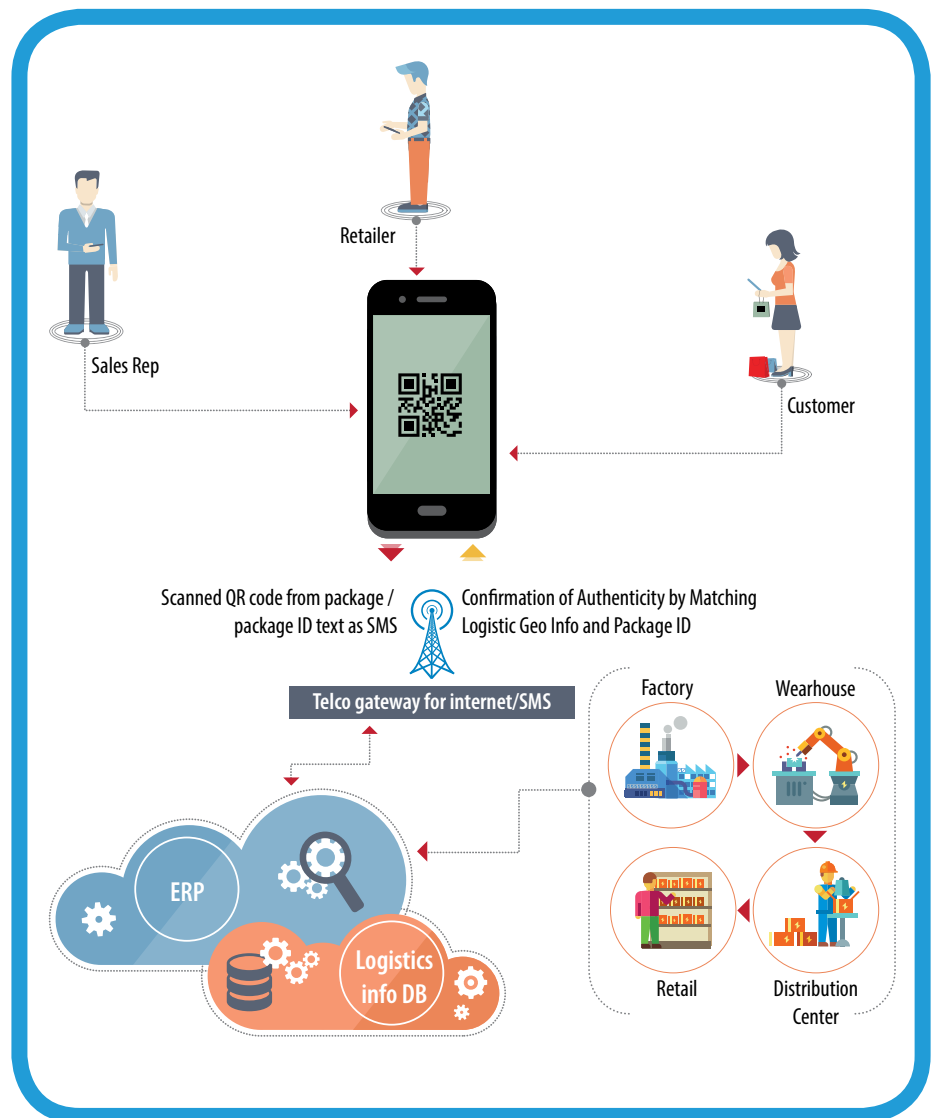 Retailer
Sales Rep
Customer
Scanned QR code from package /
package ID text as SMS
Confirmation of Authenticity by Matching
Logistic Geo Info and Package ID
Telco gateway for internet/SMS
Factory
Wearhouse
ERP
Logistics
info DB
Retail
Distribution
Center